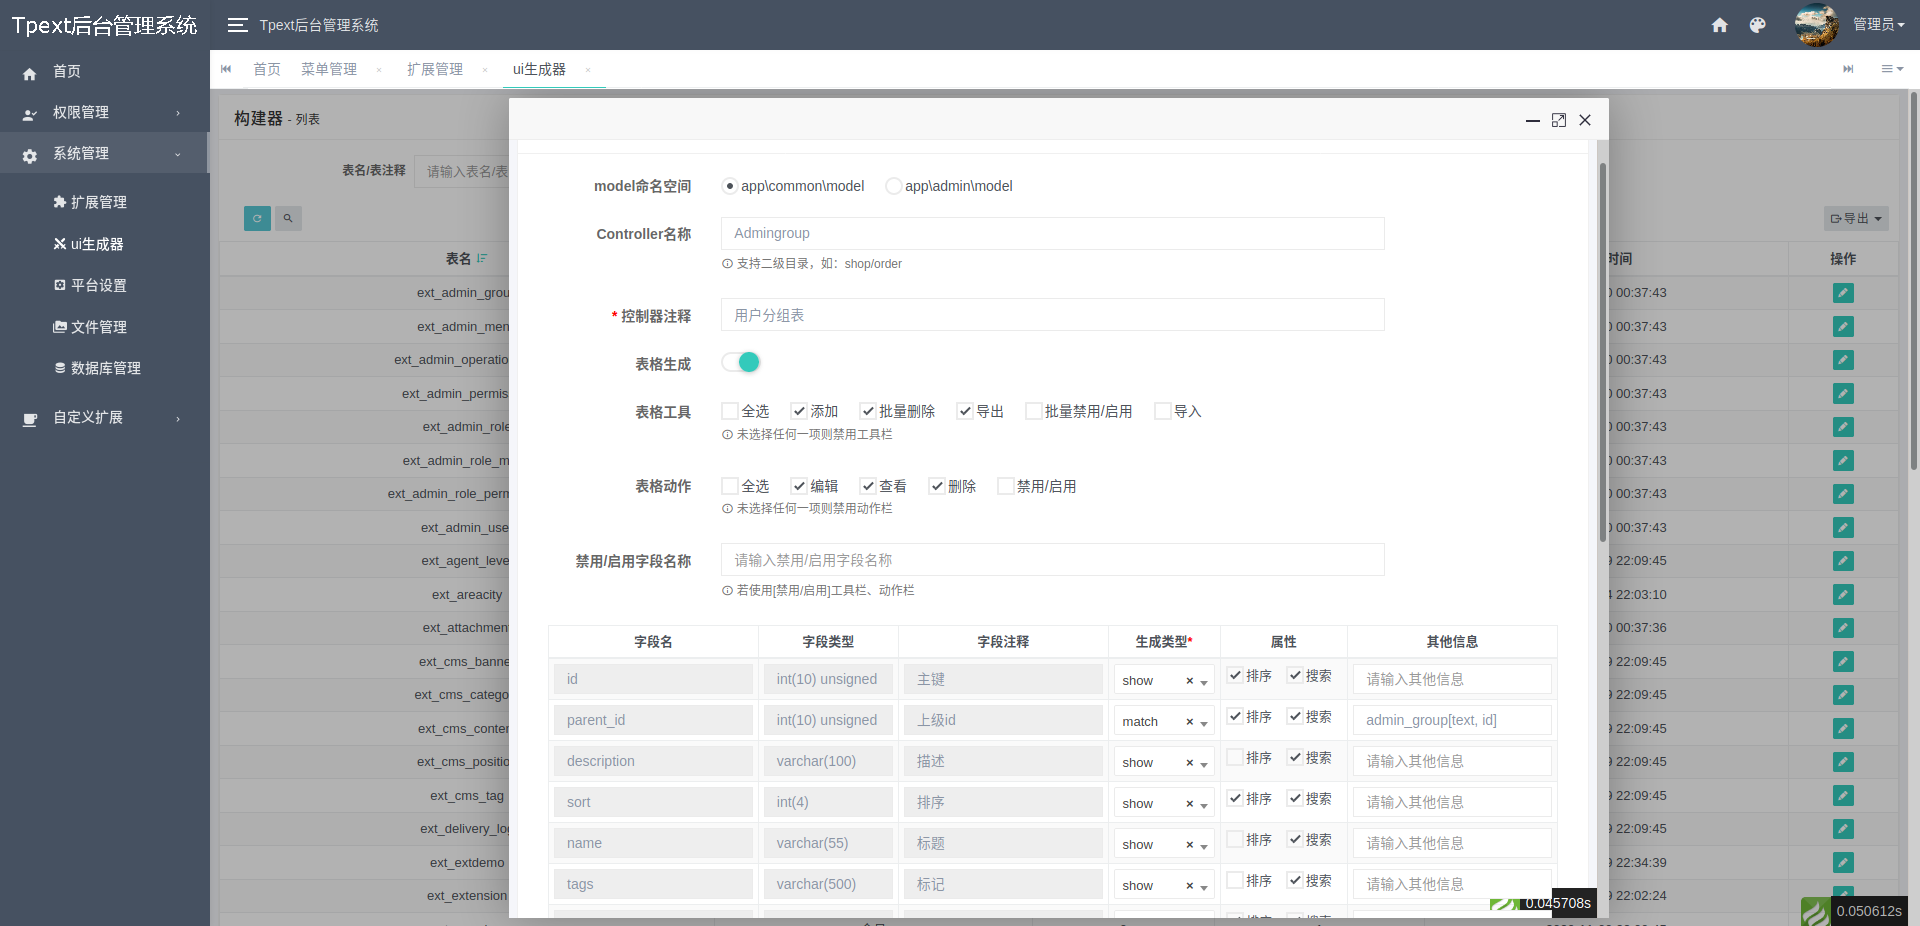 Tpext后台管理系统
Tpext后台管理系统
管理员
首页
权限管理
系统管理
扩展管理
ui生成器
平台设置
文件管理
数据库管理
自定义扩展
首页 菜单管理 × 扩展管理 × ui生成器 ×
构建器 - 列表
表名/表注释 请输入表名/表
导出
表名 时间 操作
ext_admin_grou 0 00:37:43
ext_admin_men 0 00:37:43
ext_admin_operatio 0 00:37:43
ext_admin_permis 0 00:37:43
ext_admin_role 0 00:37:43
ext_admin_role_m 0 00:37:43
ext_admin_role_perm 0 00:37:43
ext_admin_use 0 00:37:43
ext_agent_leve 9 22:09:45
ext_areacity 4 22:03:10
ext_attachment 0 00:37:36
ext_cms_banne 9 22:09:45
ext_cms_catego 9 22:09:45
ext_cms_conter 9 22:09:45
ext_cms_positio 9 22:09:45
ext_cms_tag 9 22:09:45
ext_delivery_log 9 22:09:45
ext_extdemo 9 22:34:39
ext_extension 9 22:02:24
model命名空间 app\common\model app\admin\model
Controller名称 Admingroup
支持二级目录，如：shop/order
* 控制器注释 用户分组表
表格生成
表格工具 全选 添加 批量删除 导出 批量禁用/启用 导入
未选择任何一项则禁用工具栏
表格动作 全选 编辑 查看 删除 禁用/启用
未选择任何一项则禁用动作栏
禁用/启用字段名称 请输入禁用/启用字段名称
若使用[禁用/启用]工具栏、动作栏
字段名 字段类型 字段注释 生成类型* 属性 其他信息
id int(10) unsigned 主键 show × 排序 搜索 请输入其他信息
parent_id int(10) unsigned 上级id match × 排序 搜索 admin_group[text, id]
description varchar(100) 描述 show × 排序 搜索 请输入其他信息
sort int(4) 排序 show × 排序 搜索 请输入其他信息
name varchar(55) 标题 show × 排序 搜索 请输入其他信息
tags varchar(500) 标记 show × 排序 搜索 请输入其他信息
0.045708s
0.050612s